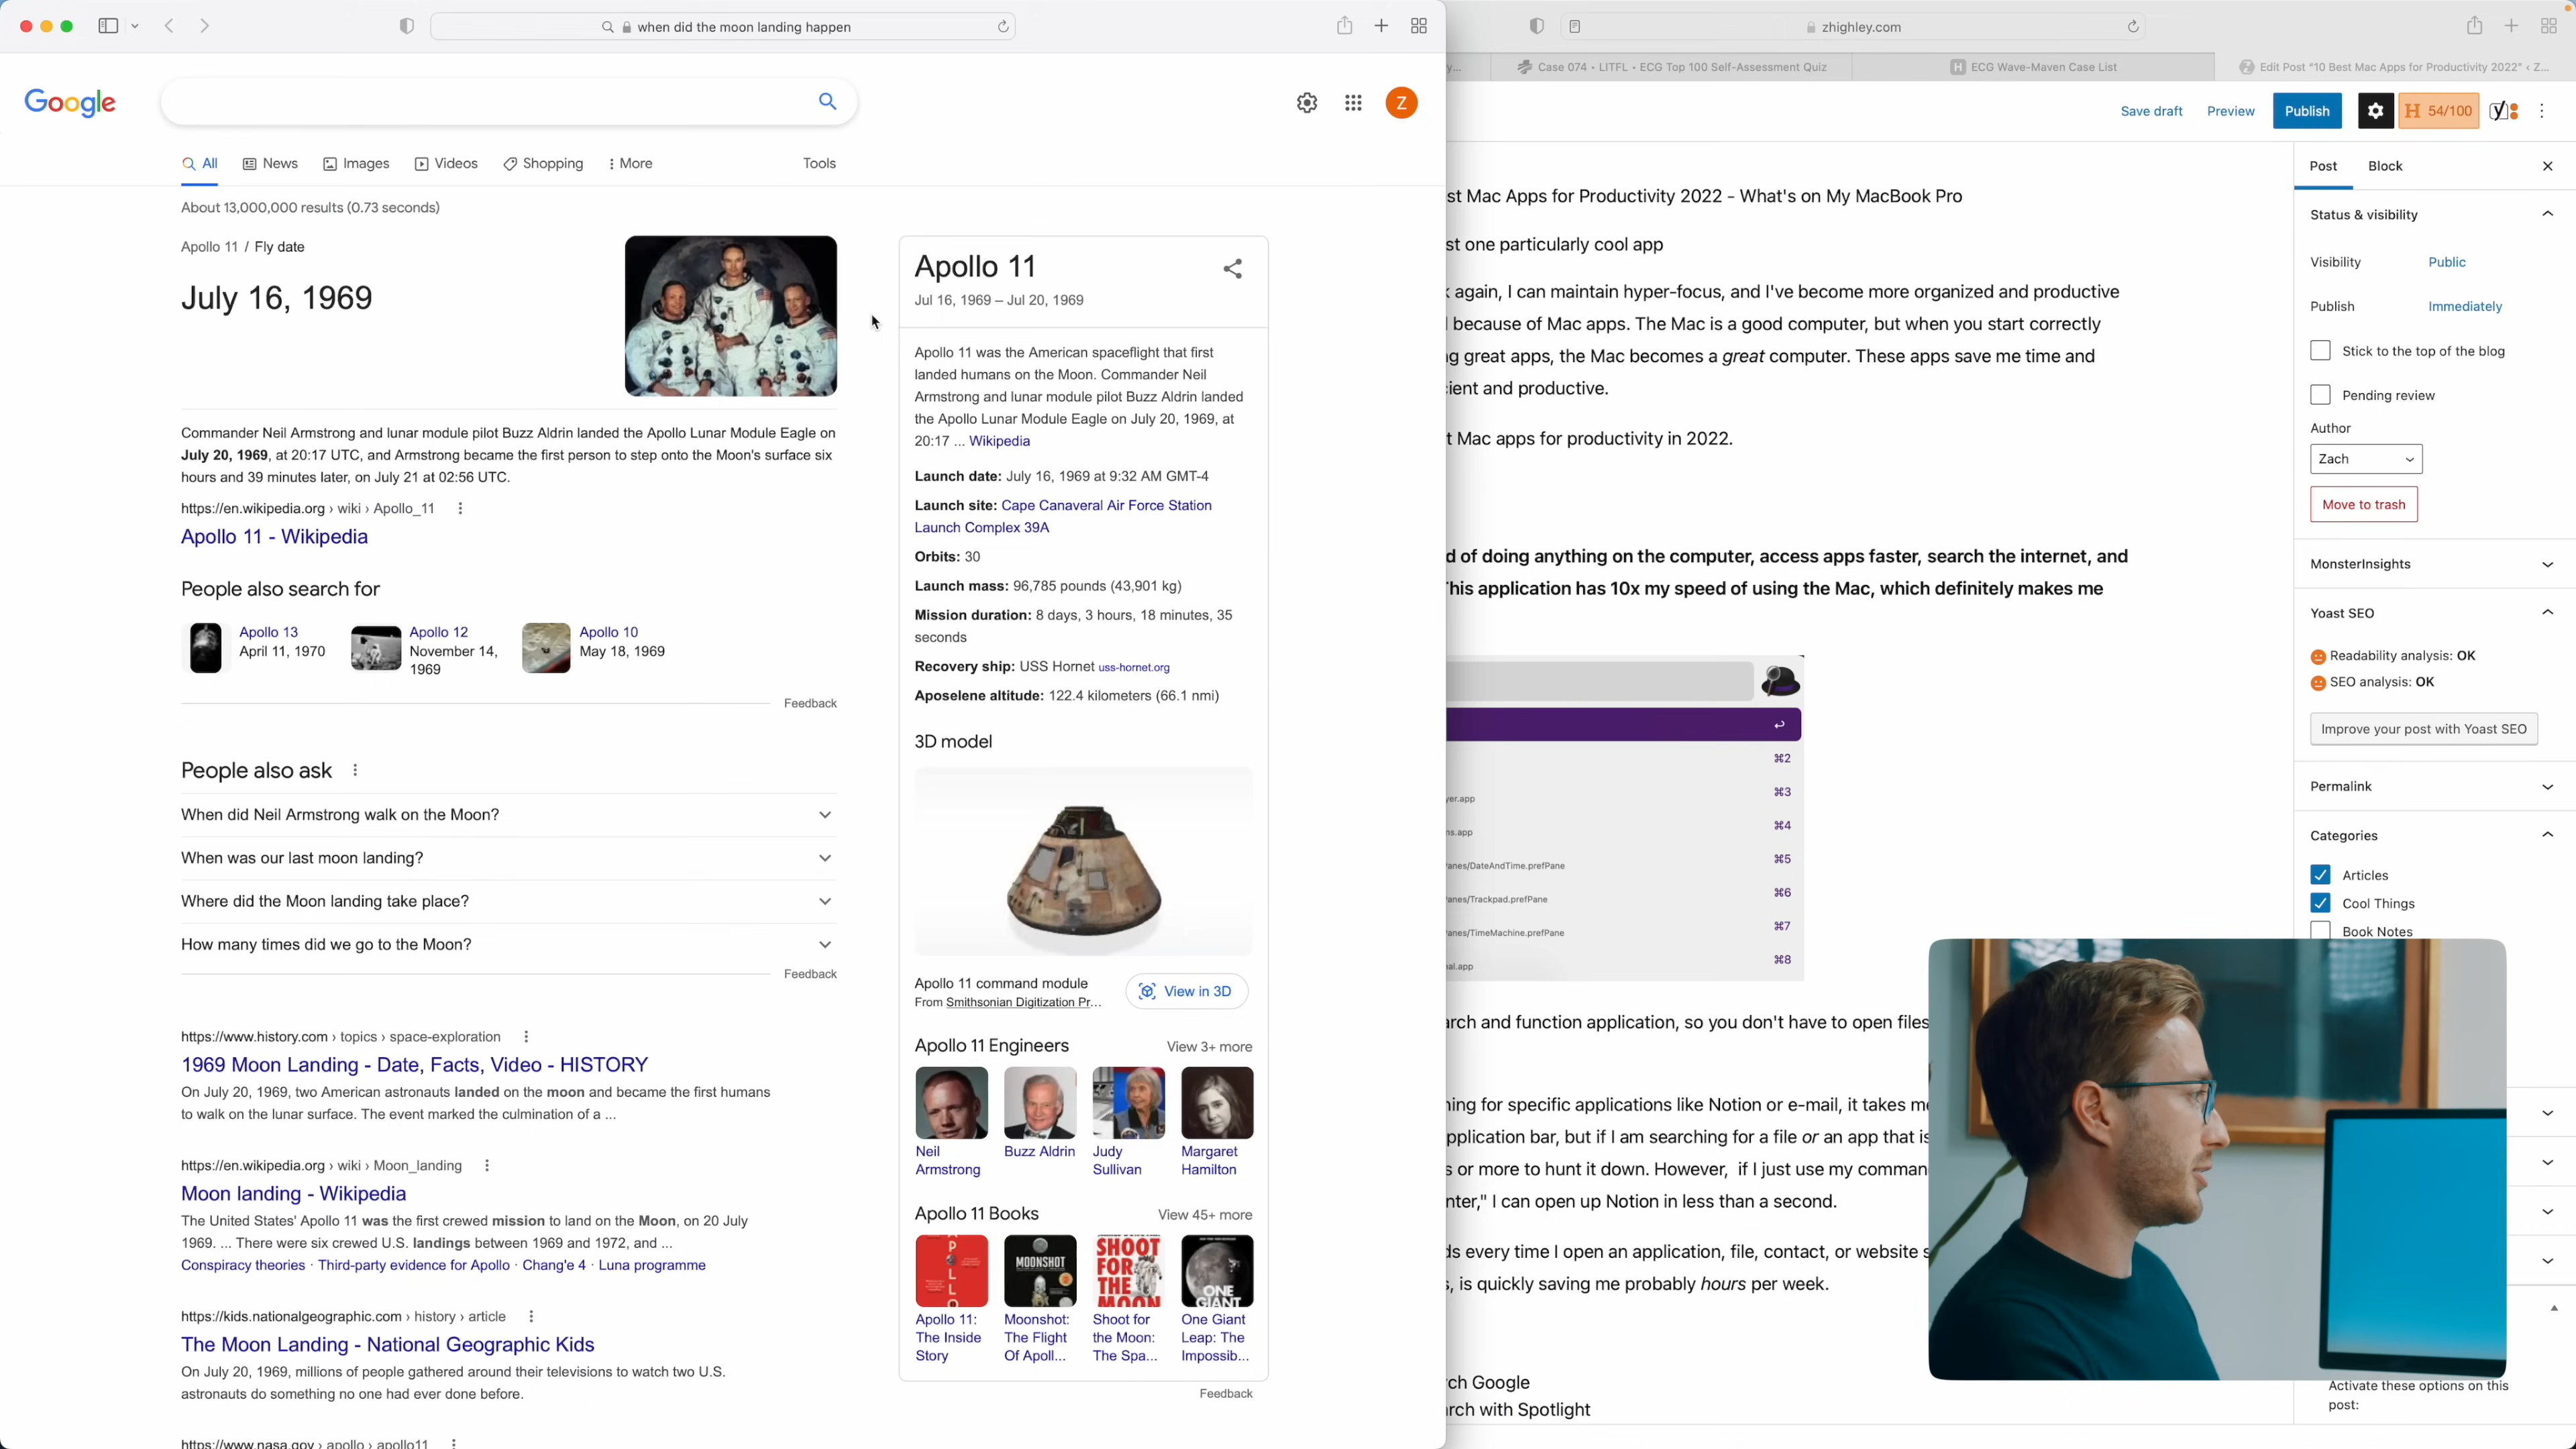 when did the moon landing happen
Google
Z
All
News
Images
Videos
Shopping
More
Tools
About 13,000,000 results (0.73 seconds)
Apollo 11 / Fly date
July 16, 1969
Commander Neil Armstrong and lunar module pilot Buzz Aldrin landed the Apollo Lunar Module Eagle on
July 20, 1969, at 20:17 UTC, and Armstrong became the first person to step onto the Moon's surface six
hours and 39 minutes later, on July 21 at 02:56 UTC.
https://en.wikipedia.org › wiki › Apollo_11
Apollo 11 - Wikipedia
People also search for
Apollo 13
April 11, 1970
Apollo 12
November 14,
1969
Apollo 10
May 18, 1969
Feedback
People also ask
When did Neil Armstrong walk on the Moon?
When was our last moon landing?
Where did the Moon landing take place?
How many times did we go to the Moon?
Feedback
https://www.history.com › topics › space-exploration
1969 Moon Landing - Date, Facts, Video - HISTORY
On July 20, 1969, two American astronauts landed on the moon and became the first humans
to walk on the lunar surface. The event marked the culmination of a ...
https://en.wikipedia.org › wiki › Moon_landing
Moon landing - Wikipedia
The United States' Apollo 11 was the first crewed mission to land on the Moon, on 20 July
1969. ... There were six crewed U.S. landings between 1969 and 1972, and ...
Conspiracy theories · Third-party evidence for Apollo · Chang'e 4 · Luna programme
https://kids.nationalgeographic.com › history › article
The Moon Landing - National Geographic Kids
On July 20, 1969, millions of people gathered around their televisions to watch two U.S.
astronauts do something no one had ever done before.
https://www.nasa.gov › apollo › apollo11
Apollo 11
Jul 16, 1969 – Jul 20, 1969
Apollo 11 was the American spaceflight that first
landed humans on the Moon. Commander Neil
Armstrong and lunar module pilot Buzz Aldrin landed
the Apollo Lunar Module Eagle on July 20, 1969, at
20:17 ... Wikipedia
Launch date: July 16, 1969 at 9:32 AM GMT-4
Launch site: Cape Canaveral Air Force Station
Launch Complex 39A
Orbits: 30
Launch mass: 96,785 pounds (43,901 kg)
Mission duration: 8 days, 3 hours, 18 minutes, 35
seconds
Recovery ship: USS Hornet uss-hornet.org
Aposelene altitude: 122.4 kilometers (66.1 nmi)
3D model
Apollo 11 command module
From Smithsonian Digitization Pr...
View in 3D
Apollo 11 Engineers
View 3+ more
Neil
Armstrong
Buzz Aldrin
Judy
Sullivan
Margaret
Hamilton
Apollo 11 Books
View 45+ more
APOLLO
MOONSHOT
SHOOT
FOR
THE
MOON
ONE
GIANT
Apollo 11:
The Inside
Story
Moonshot:
The Flight
Of Apoll...
Shoot for
the Moon:
The Spa...
One Giant
Leap: The
Impossib...
Feedback
zhighley.com
y...
Case 074 • LITFL • ECG Top 100 Self-Assessment Quiz
H ECG Wave-Maven Case List
Edit Post “10 Best Mac Apps for Productivity 2022” ‹ Z...
Save draft
Preview
Publish
H 54/100
st Mac Apps for Productivity 2022 - What's on My MacBook Pro
st one particularly cool app
k again, I can maintain hyper-focus, and I've become more organized and productive
l because of Mac apps. The Mac is a good computer, but when you start correctly
ng great apps, the Mac becomes a great computer. These apps save me time and
ient and productive.
t Mac apps for productivity in 2022.
d of doing anything on the computer, access apps faster, search the internet, and
This application has 10x my speed of using the Mac, which definitely makes me
⌘2
yer.app
⌘3
ns.app
⌘4
anes/DateAndTime.prefPane
⌘5
anes/Trackpad.prefPane
⌘6
anes/TimeMachine.prefPane
⌘7
al.app
⌘8
arch and function application, so you don't have to open files
ning for specific applications like Notion or e-mail, it takes me
pplication bar, but if I am searching for a file or an app that is
s or more to hunt it down. However, if I just use my comman
nter," I can open up Notion in less than a second.
ds every time I open an application, file, contact, or website s
s, is quickly saving me probably hours per week.
rch Google
arch with Spotlight
Post
Block
Status & visibility
Visibility
Public
Publish
Immediately
Stick to the top of the blog
Pending review
Author
Zach
Move to trash
MonsterInsights
Yoast SEO
Readability analysis: OK
SEO analysis: OK
Improve your post with Yoast SEO
Permalink
Categories
Articles
Cool Things
Book Notes
Activate these options on this
post: